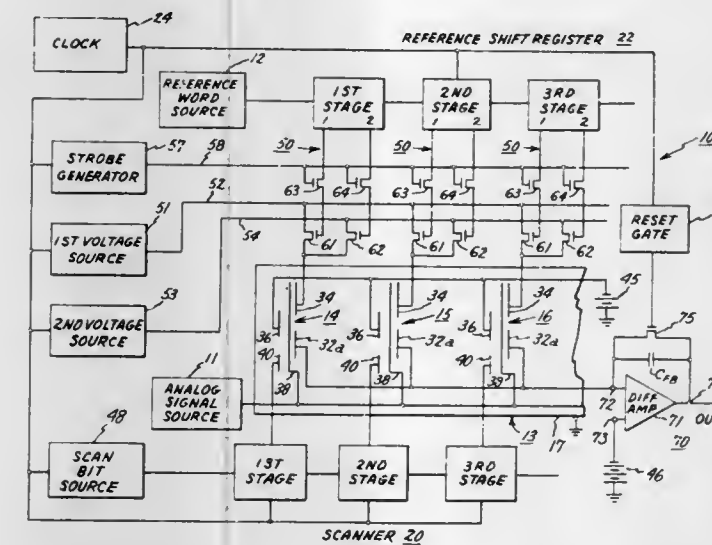 24
CLOCK
REFERENCE SHIFT REGISTER 22
12
REFERENCE WORD SOURCE
1ST STAGE
1 2
2ND STAGE
1 2
3RD STAGE
1 2
50
50
50
10
57
STROBE GENERATOR
58
52
63 64 63 64 63 64
51
1ST VOLTAGE SOURCE
54
61 62 61 62 61 62
RESET GATE
53
2ND VOLTAGE SOURCE
45
34 34 34
14 15 16
36 36 36
32a 32a 32a
40 40 40
38 38 38
75
CFB
11
ANALOG SIGNAL SOURCE
72
DIFF AMP
71
73
70
OU
13
17
48
SCAN BIT SOURCE
1ST STAGE
2ND STAGE
3RD STAGE
46
SCANNER 20